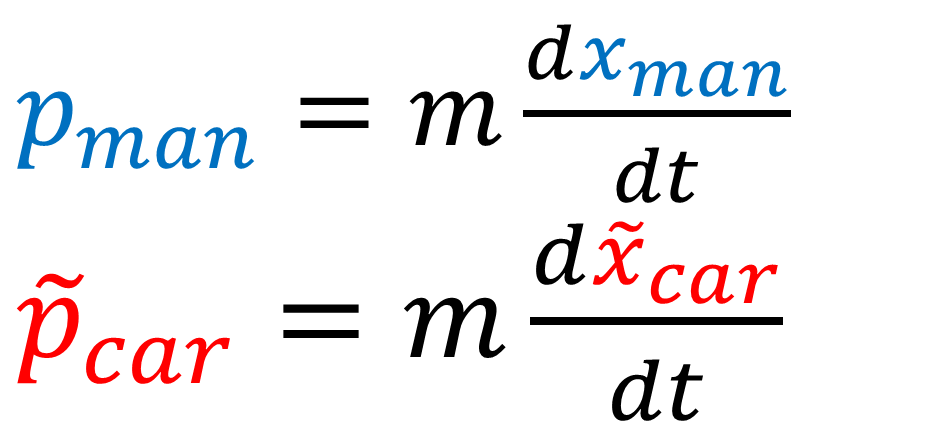 p_man = m dx_man/dt
p̃_car = m dx̃_car/dt